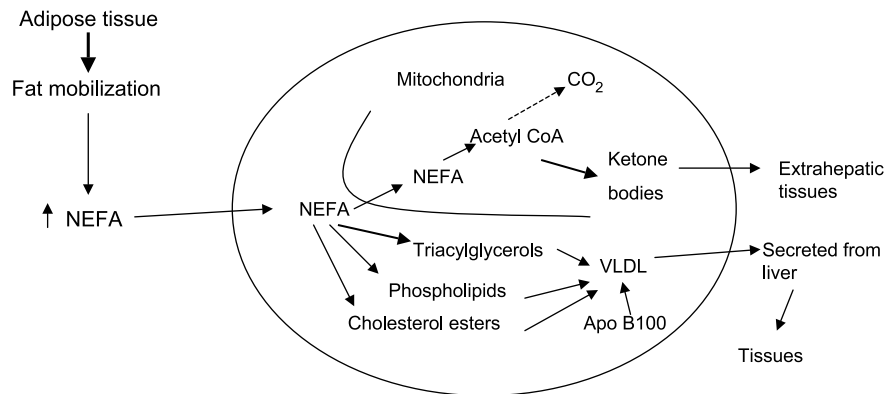 Adipose tissue
Fat mobilization
NEFA
Mitochondria
CO2
Acetyl CoA
NEFA
Ketone
bodies
Extrahepatic
tissues
NEFA
Triacylglycerols
Phospholipids
Cholesterol esters
VLDL
Apo B100
Secreted from
liver
Tissues